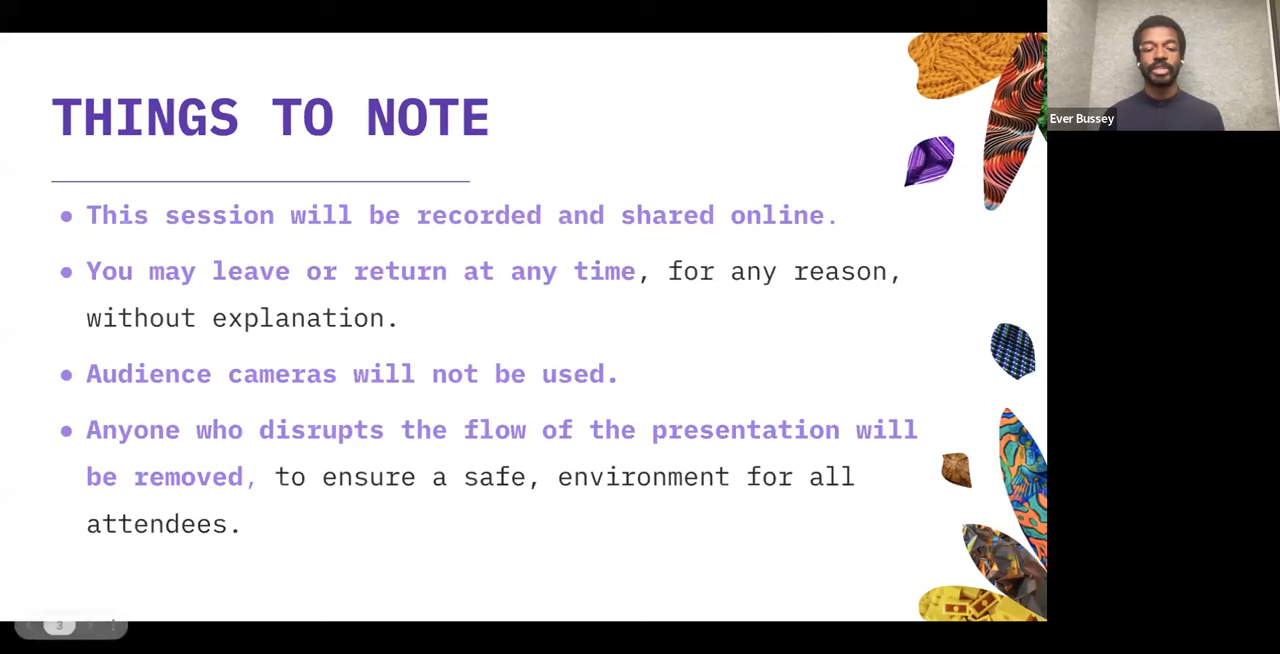 THINGS TO NOTE
This session will be recorded and shared online.
You may leave or return at any time, for any reason,
without explanation.
Audience cameras will not be used.
Anyone who disrupts the flow of the presentation will
be removed, to ensure a safe, environment for all
attendees.
Ever Bussey
3